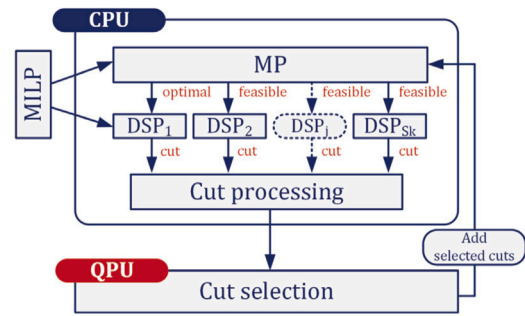 CPU
MILP
MP
optimal feasible feasible feasible
DSP1 DSP2 DSPj DSPSk
cut cut cut cut
Cut processing
Add
selected cuts
QPU
Cut selection